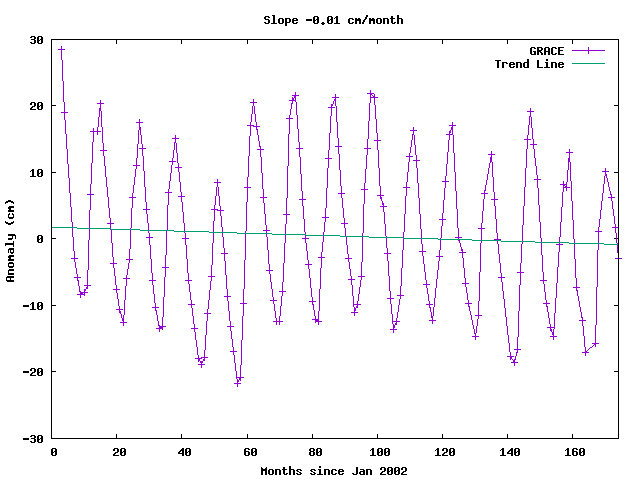 Slope -0.01 cm/month
GRACE
Trend Line
30
20
10
0
-10
-20
-30
Anomaly (cm)
0 20 40 60 80 100 120 140 160
Months since Jan 2002